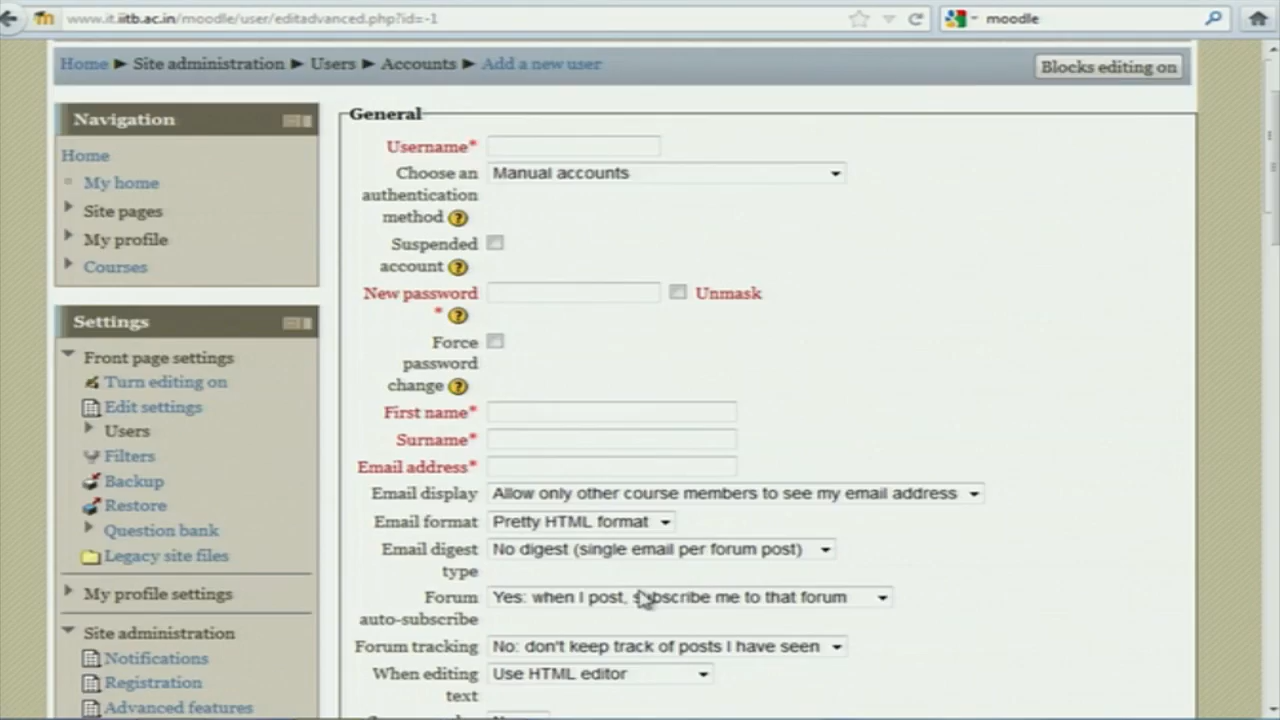 www.it.iitb.ac.in/moodle/user/editadvanced.php?id=-1
moodle
Home ► Site administration ► Users ► Accounts ► Add a new user
Blocks editing on
Navigation
Home
My home
Site pages
My profile
Courses
Settings
Front page settings
Turn editing on
Edit settings
Users
Filters
Backup
Restore
Question bank
Legacy site files
My profile settings
Site administration
Notifications
Registration
Advanced features
General
Username*
Choose an Manual accounts
authentication
method ?
Suspended
account ?
New password Unmask
* ?
Force
password
change ?
First name*
Surname*
Email address*
Email display Allow only other course members to see my email address
Email format Pretty HTML format
Email digest No digest (single email per forum post)
type
Forum Yes: when I post, subscribe me to that forum
auto-subscribe
Forum tracking No: don't keep track of posts I have seen
When editing Use HTML editor
text